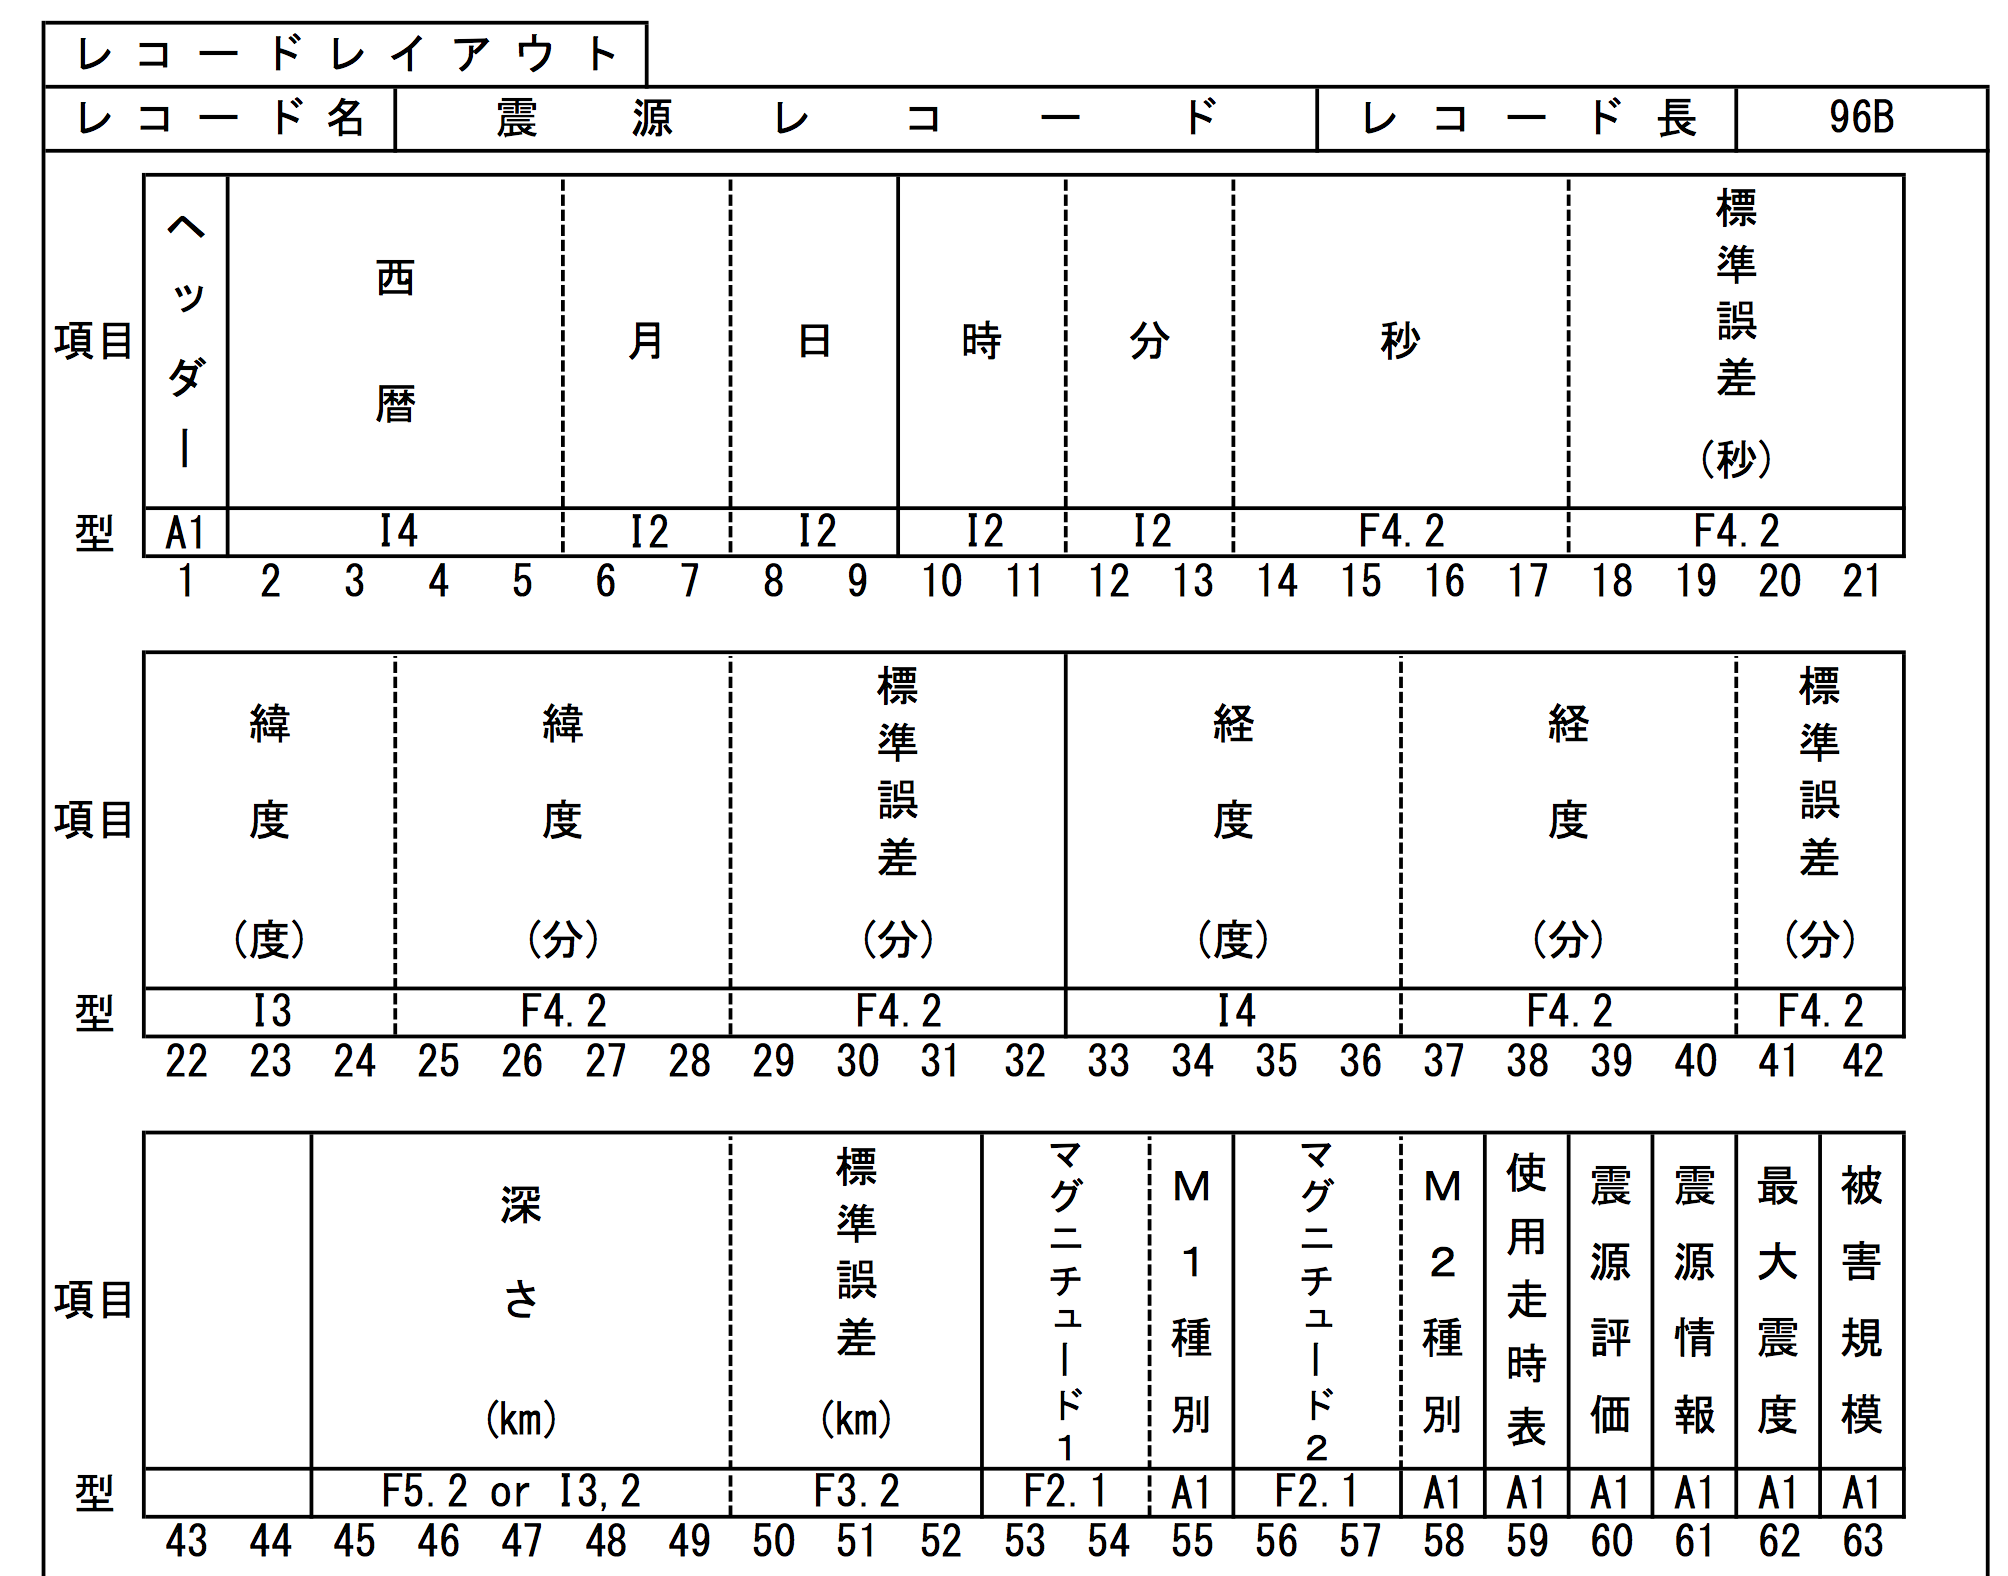 レコードレイアウト
レコード名 震源レコード レコード長 96B
項目 ヘッダー 西暦 月 日 時 分 秒 標準誤差(秒)
型 A1 I4 I2 I2 I2 I2 F4.2 F4.2
1 2 3 4 5 6 7 8 9 10 11 12 13 14 15 16 17 18 19 20 21
項目 緯度(度) 緯度(分) 標準誤差(分) 経度(度) 経度(分) 標準誤差(分)
型 I3 F4.2 F4.2 I4 F4.2 F4.2
22 23 24 25 26 27 28 29 30 31 32 33 34 35 36 37 38 39 40 41 42
項目 深さ(km) 標準誤差(km) マグニチュード1 M1種別 マグニチュード2 M2種別 使用走時表 震源評価 震源情報 最大震度 被害規模
型 F5.2 or I3,2 F3.2 F2.1 A1 F2.1 A1 A1 A1 A1 A1 A1
43 44 45 46 47 48 49 50 51 52 53 54 55 56 57 58 59 60 61 62 63